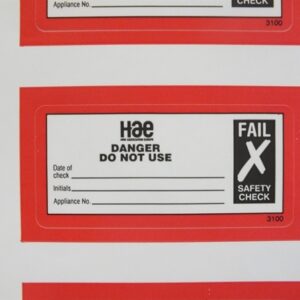 Appliance No.
CHECK
3100
Hae
DANGER
DO NOT USE
Date of
check
Initials
Appliance No.
FAIL
X
SAFETY
CHECK
3100